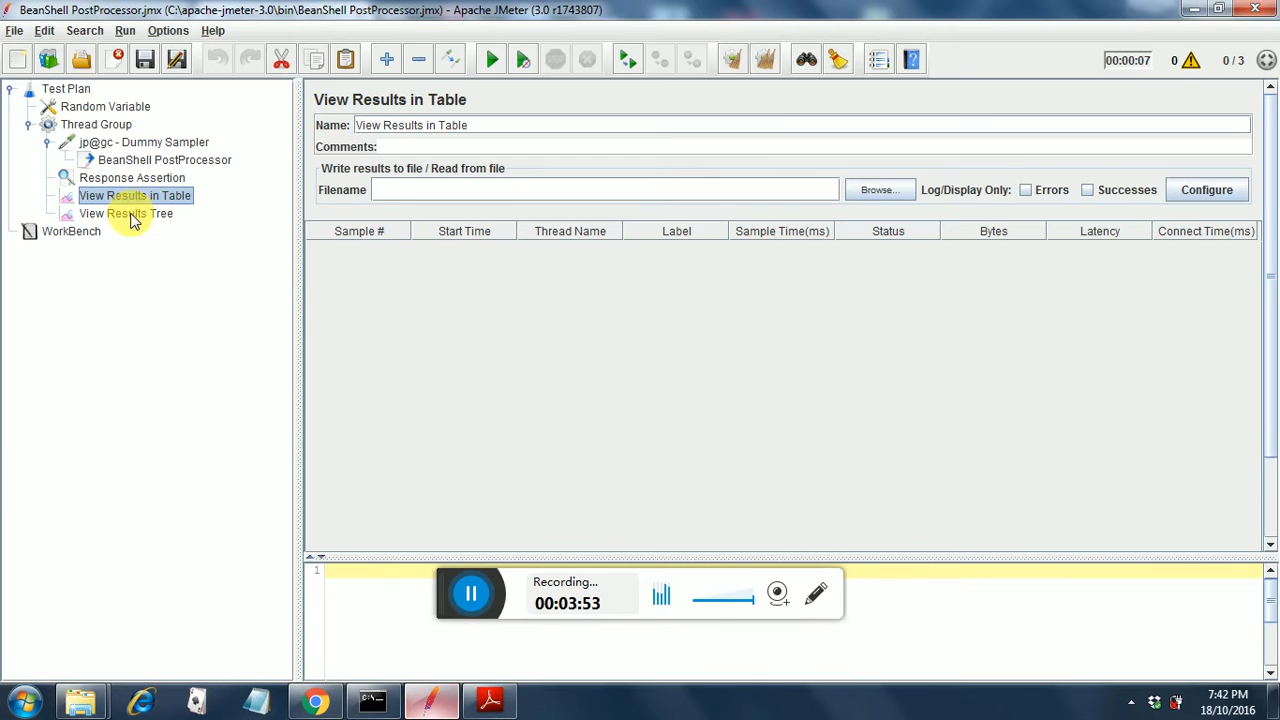 BeanShell PostProcessor.jmx (C:\apache-jmeter-3.0\bin\BeanShell PostProcessor.jmx) - Apache JMeter (3.0 r1743807)
File Edit Search Run Options Help
00:00:07 0 0 / 3
Test Plan
Random Variable
Thread Group
jp@gc - Dummy Sampler
BeanShell PostProcessor
Response Assertion
View Results in Table
View Results Tree
WorkBench
View Results in Table
Name: View Results in Table
Comments:
Write results to file / Read from file
Filename Browse... Log/Display Only: Errors Successes Configure
Sample # Start Time Thread Name Label Sample Time(ms) Status Bytes Latency Connect Time(ms)
1
Recording...
00:03:53
7:42 PM
18/10/2016